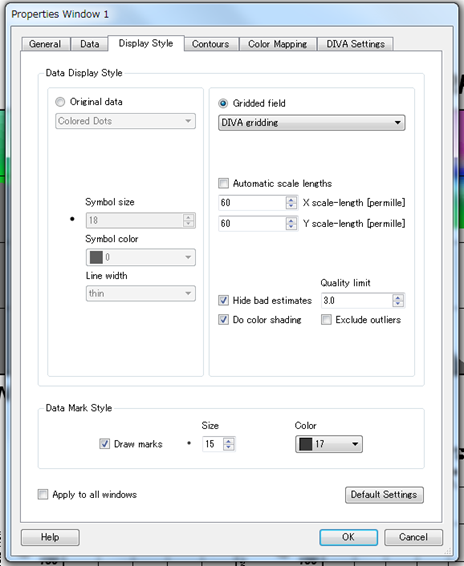 Properties Window 1
General Data Display Style Contours Color Mapping DIVA Settings
Data Display Style
Original data
Colored Dots
Symbol size
18
Symbol color
0
Line width
thin
Gridded field
DIVA gridding
Automatic scale lengths
60 X scale-length [permille]
60 Y scale-length [permille]
Quality limit
Hide bad estimates 3.0
Do color shading Exclude outliers
Data Mark Style
Size Color
Draw marks 15 17
Apply to all windows Default Settings
Help OK Cancel